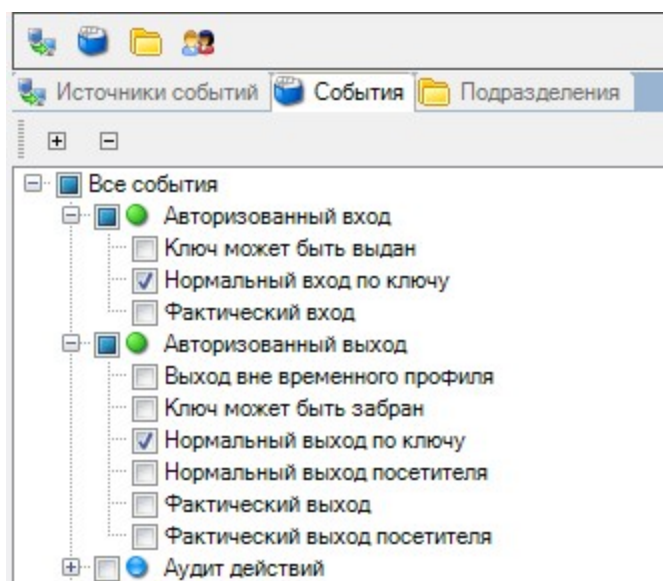 Источники событий События Подразделения
Все события
Авторизованный вход
Ключ может быть выдан
Нормальный вход по ключу
Фактический вход
Авторизованный выход
Выход вне временного профиля
Ключ может быть забран
Нормальный выход по ключу
Нормальный выход посетителя
Фактический выход
Фактический выход посетителя
Аудит действий